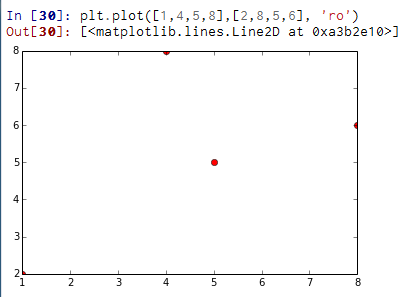 In [30]: plt.plot([1,4,5,8],[2,8,5,6], 'ro')
Out[30]: [<matplotlib.lines.Line2D at 0xa3b2e10>]
8
7
6
5
4
3
2
1 2 3 4 5 6 7 8